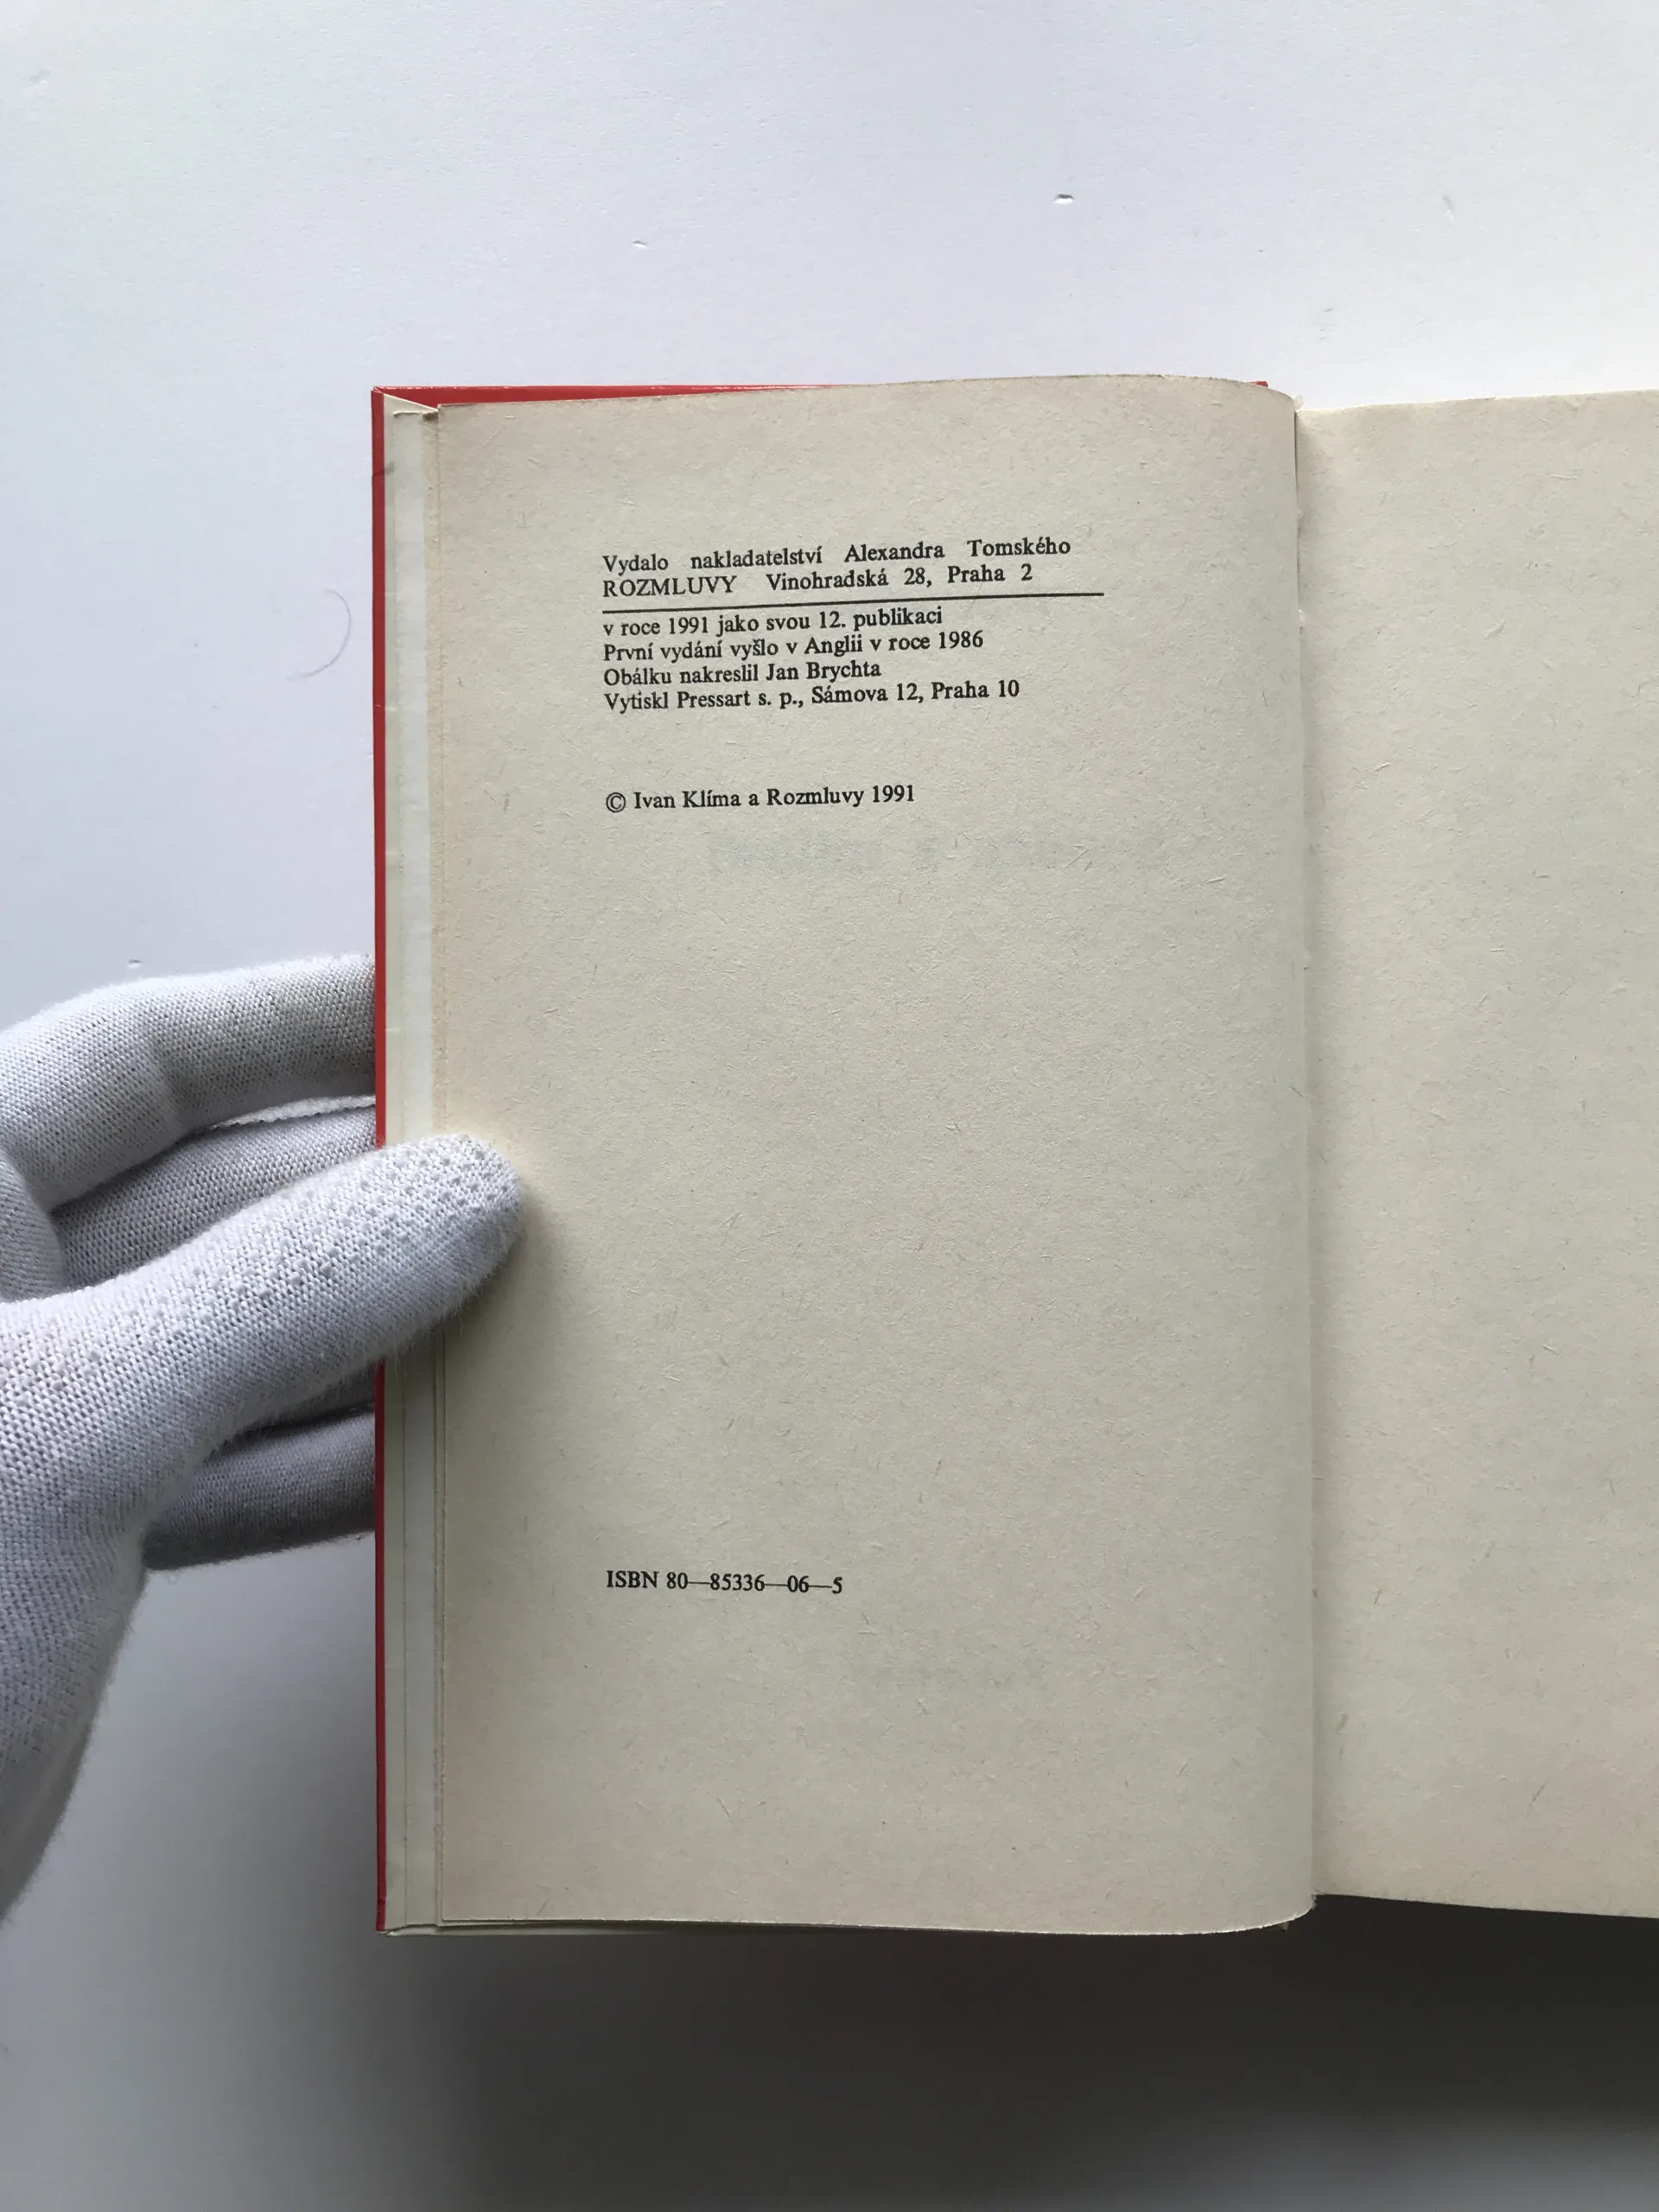 Vydalo nakladatelství Alexandra Tomského
ROZMLUVY Vinohradská 28, Praha 2
v roce 1991 jako svou 12. publikaci
První vydání vyšlo v Anglii v roce 1986
Obálku nakreslil Jan Brychta
Vytiskl Pressart s. p., Sámova 12, Praha 10
© Ivan Klíma a Rozmluvy 1991
ISBN 80—85336—06—5